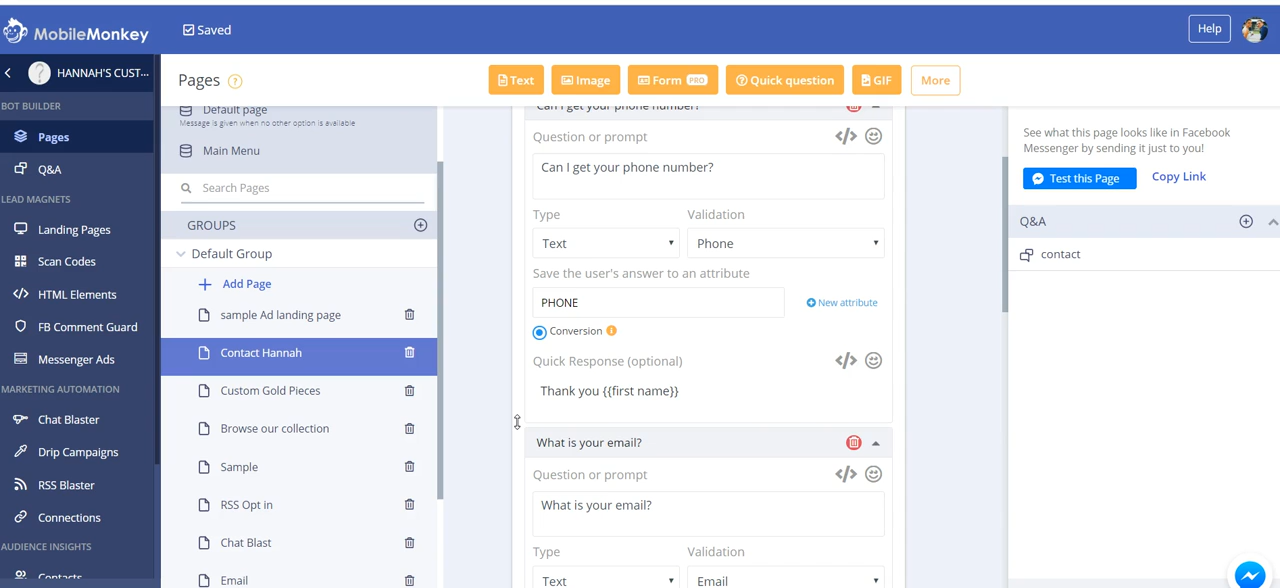 MobileMonkey
Saved
Help
HANNAH'S CUST...
Pages
Text
Image
Form PRO
Quick question
GIF
More
BOT BUILDER
Pages
Q&A
LEAD MAGNETS
Landing Pages
Scan Codes
HTML Elements
FB Comment Guard
Messenger Ads
MARKETING AUTOMATION
Chat Blaster
Drip Campaigns
RSS Blaster
Connections
AUDIENCE INSIGHTS
Contacts
Default page
Message is given when no other option is available
Main Menu
Search Pages
GROUPS
Default Group
Add Page
sample Ad landing page
Contact Hannah
Custom Gold Pieces
Browse our collection
Sample
RSS Opt in
Chat Blast
Email
Can I get your phone number?
Question or prompt
Can I get your phone number?
Type
Validation
Text
Phone
Save the user's answer to an attribute
PHONE
New attribute
Conversion
Quick Response (optional)
Thank you {{first name}}
What is your email?
Question or prompt
What is your email?
Type
Validation
Text
Email
See what this page looks like in Facebook
Messenger by sending it just to you!
Test this Page
Copy Link
Q&A
contact